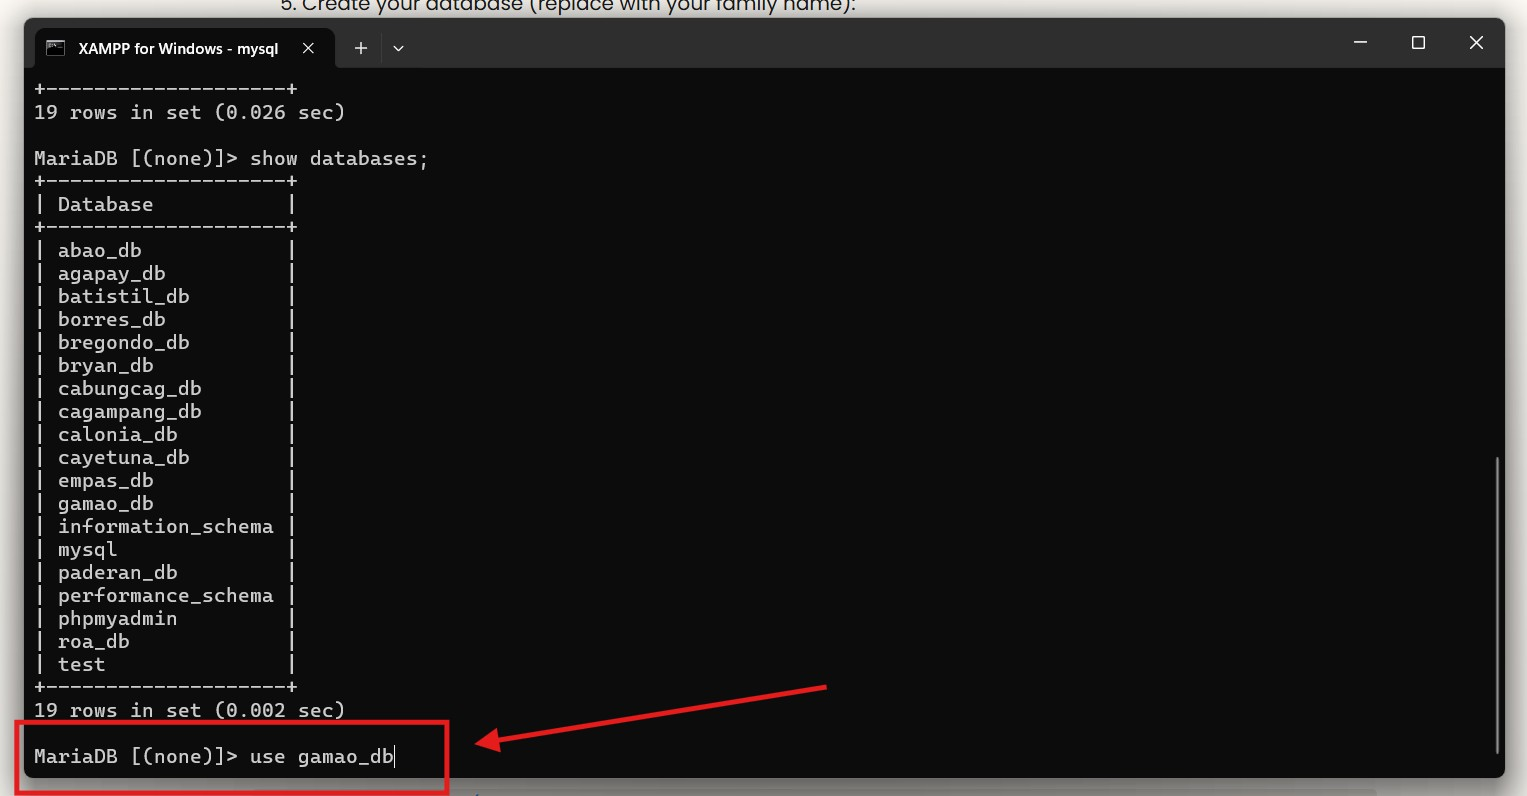 5. Create your database (replace with your family name):
XAMPP for Windows - mysql
+--------------------+
19 rows in set (0.026 sec)
MariaDB [(none)]> show databases;
+--------------------+
| Database           |
+--------------------+
| abao_db            |
| agapay_db          |
| batistil_db        |
| borres_db          |
| bregondo_db        |
| bryan_db           |
| cabungcag_db       |
| cagampang_db       |
| calonia_db         |
| cayetuna_db        |
| empas_db           |
| gamao_db           |
| information_schema |
| mysql              |
| paderan_db         |
| performance_schema |
| phpmyadmin         |
| roa_db             |
| test               |
+--------------------+
19 rows in set (0.002 sec)
MariaDB [(none)]> use gamao_db